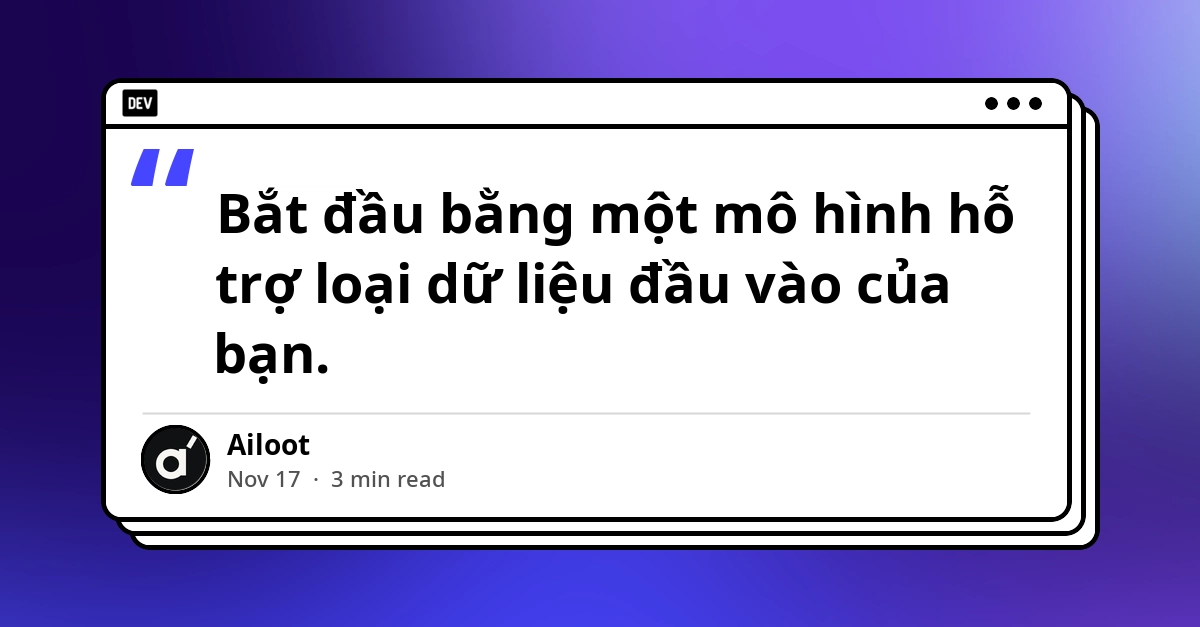 DEV
“ Bắt đầu bằng một mô hình hỗ
trợ loại dữ liệu đầu vào của
bạn.
á
Ailoot
Nov 17 · 3 min read